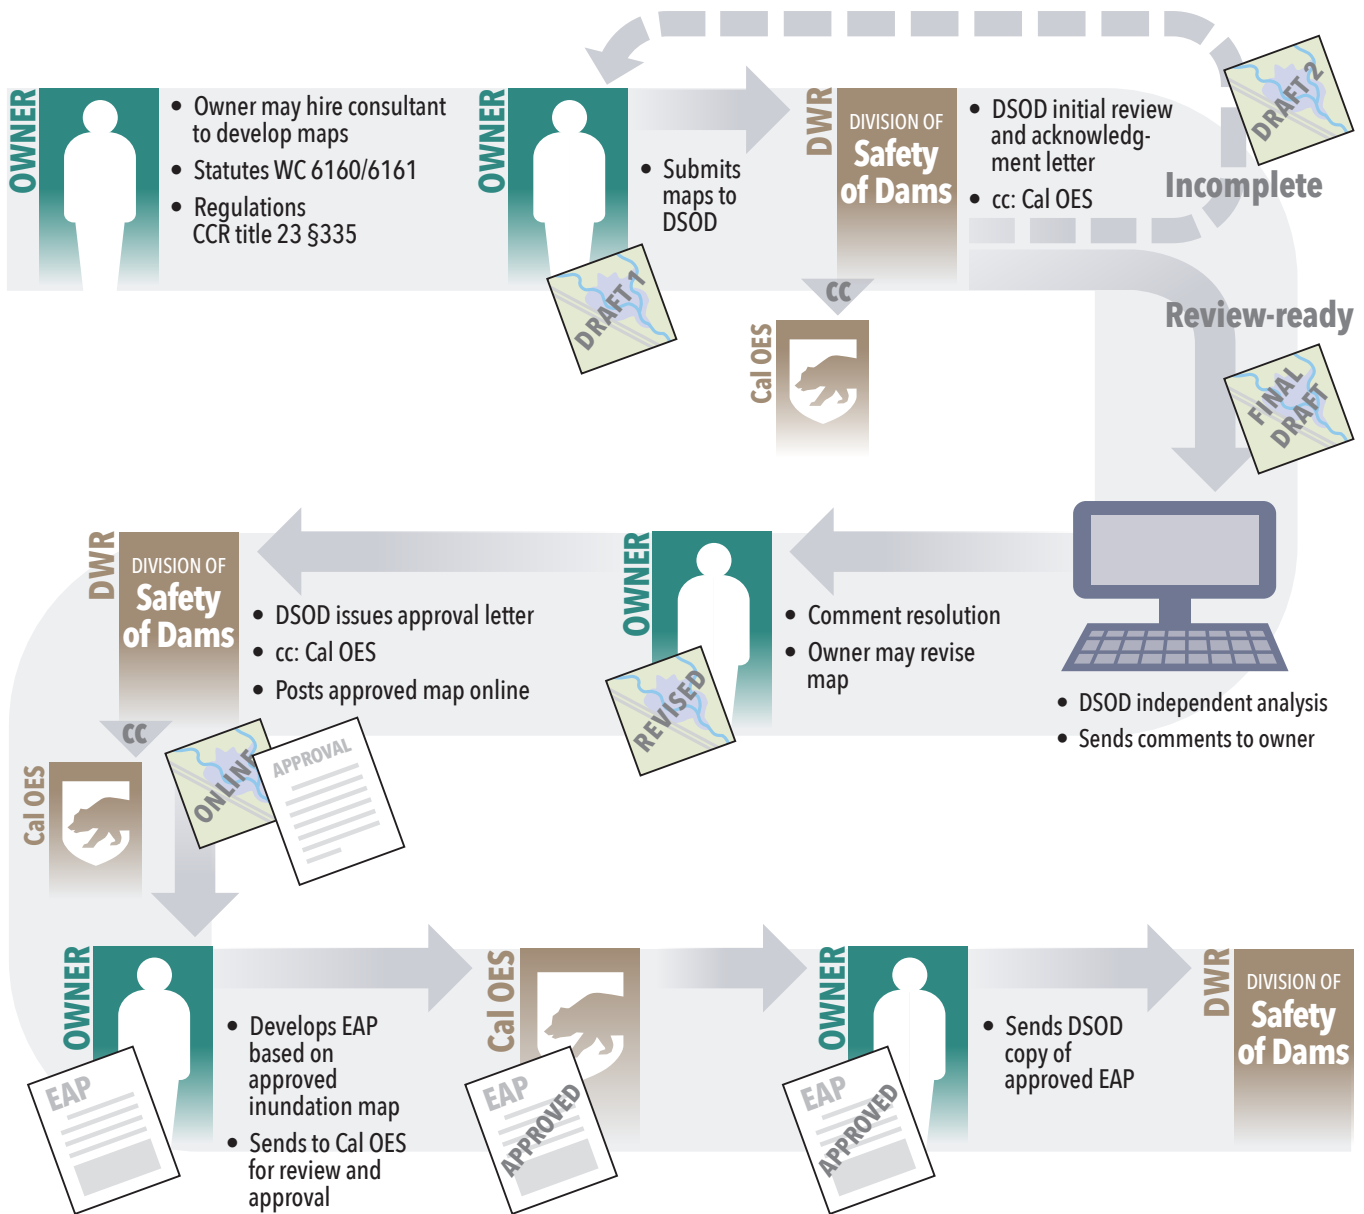 OWNER
• Owner may hire consultant
to develop maps
• Statutes WC 6160/6161
• Regulations
CCR title 23 §335
OWNER
DRAFT 1
• Submits
maps to
DSOD
DWR
DIVISION OF
Safety
of Dams
• DSOD initial review
and acknowledg-
ment letter
• cc: Cal OES
DRAFT 2
Incomplete
cc
Cal OES
Review-ready
FINAL
DRAFT
• DSOD independent analysis
• Sends comments to owner
OWNER
REVISED
• Comment resolution
• Owner may revise
map
DWR
DIVISION OF
Safety
of Dams
• DSOD issues approval letter
• cc: Cal OES
• Posts approved map online
cc
Cal OES
ONLINE
APPROVAL
OWNER
EAP
• Develops EAP
based on
approved
inundation map
• Sends to Cal OES
for review and
approval
Cal OES
EAP
APPROVED
OWNER
EAP
APPROVED
• Sends DSOD
copy of
approved EAP
DWR
DIVISION OF
Safety
of Dams